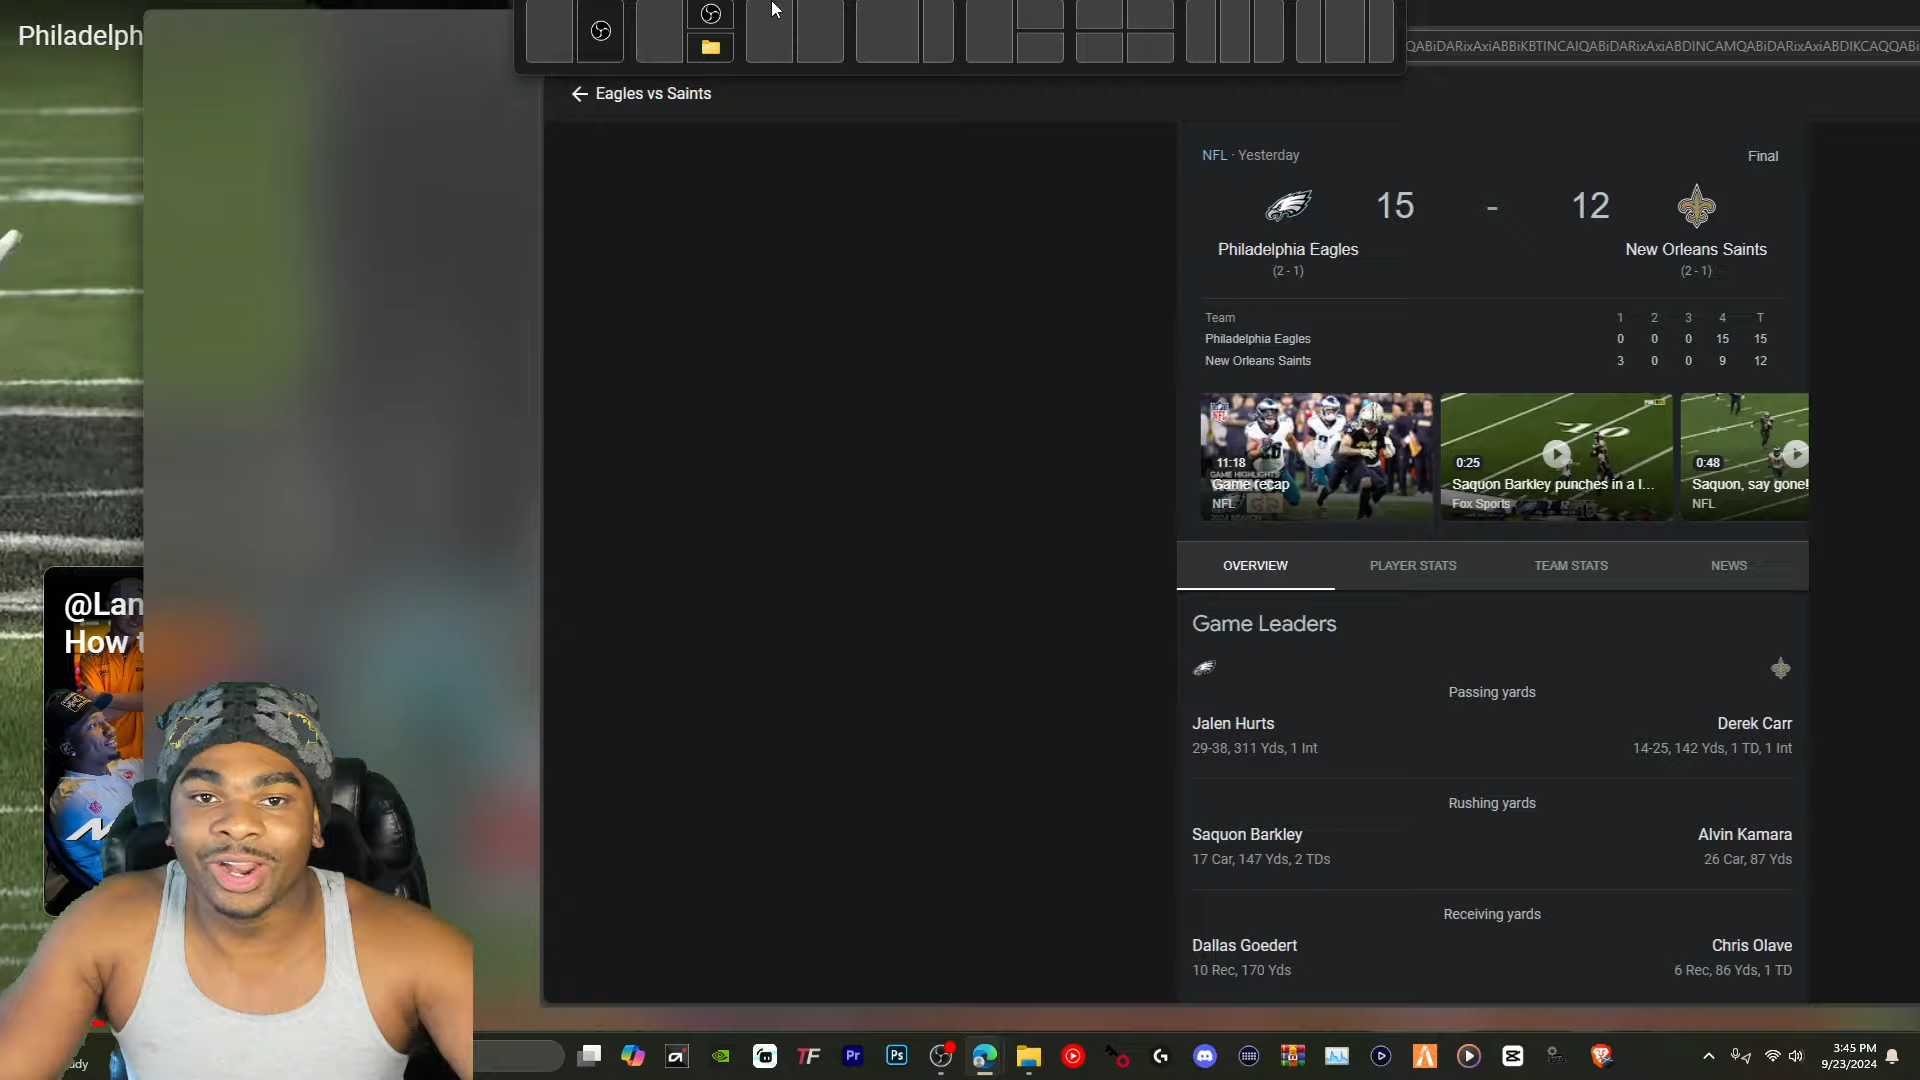 Philadelph
QABiDARixAxiABBiKBTINCAIQABiDARixAxiABDINCAMQABiDARixAxiABDIKCAQQABi
Eagles vs Saints
NFL · Yesterday
Final
15 - 12
Philadelphia Eagles
New Orleans Saints
(2 - 1)
(2 - 1)
Team 1 2 3 4 T
Philadelphia Eagles 0 0 0 15 15
New Orleans Saints 3 0 0 9 12
11:18
GAME HIGHLIGHTS
Game recap
NFL
0:25
Saquon Barkley punches in a l...
Fox Sports
0:48
Saquon, say gone!
NFL
OVERVIEW
PLAYER STATS
TEAM STATS
NEWS
@Lan
How t
Game Leaders
Passing yards
Jalen Hurts
Derek Carr
29-38, 311 Yds, 1 Int
14-25, 142 Yds, 1 TD, 1 Int
Rushing yards
Saquon Barkley
Alvin Kamara
17 Car, 147 Yds, 2 TDs
26 Car, 87 Yds
Receiving yards
Dallas Goedert
Chris Olave
10 Rec, 170 Yds
6 Rec, 86 Yds, 1 TD
TF
Pr
Ps
3:45 PM
9/23/2024